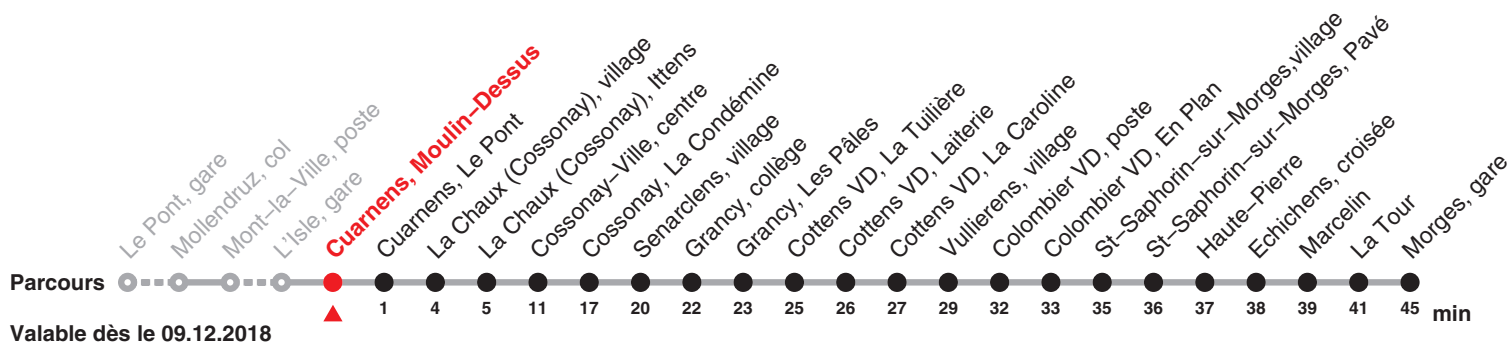 Le Pont, gare
Mollendruz, col
Mont–la–Ville, poste
L'Isle, gare
Cuarnens, Moulin–Dessus
Cuarnens, Le Pont
La Chaux (Cossonay), village
La Chaux (Cossonay), Ittens
Cossonay–Ville, centre
Cossonay, La Condémine
Senarclens, village
Grancy, collège
Grancy, Les Pâles
Cottens VD, La Tuilière
Cottens VD, Laiterie
Cottens VD, La Caroline
Vullierens, village
Colombier VD, poste
Colombier VD, En Plan
St–Saphorin–sur–Morges,village
St–Saphorin–sur–Morges, Pavé
Haute–Pierre
Echichens, croisée
Marcelin
La Tour
Morges, gare
Parcours
1 4 5 11 17 20 22 23 25 26 27 29 32 33 35 36 37 38 39 41 45 min
Valable dès le 09.12.2018